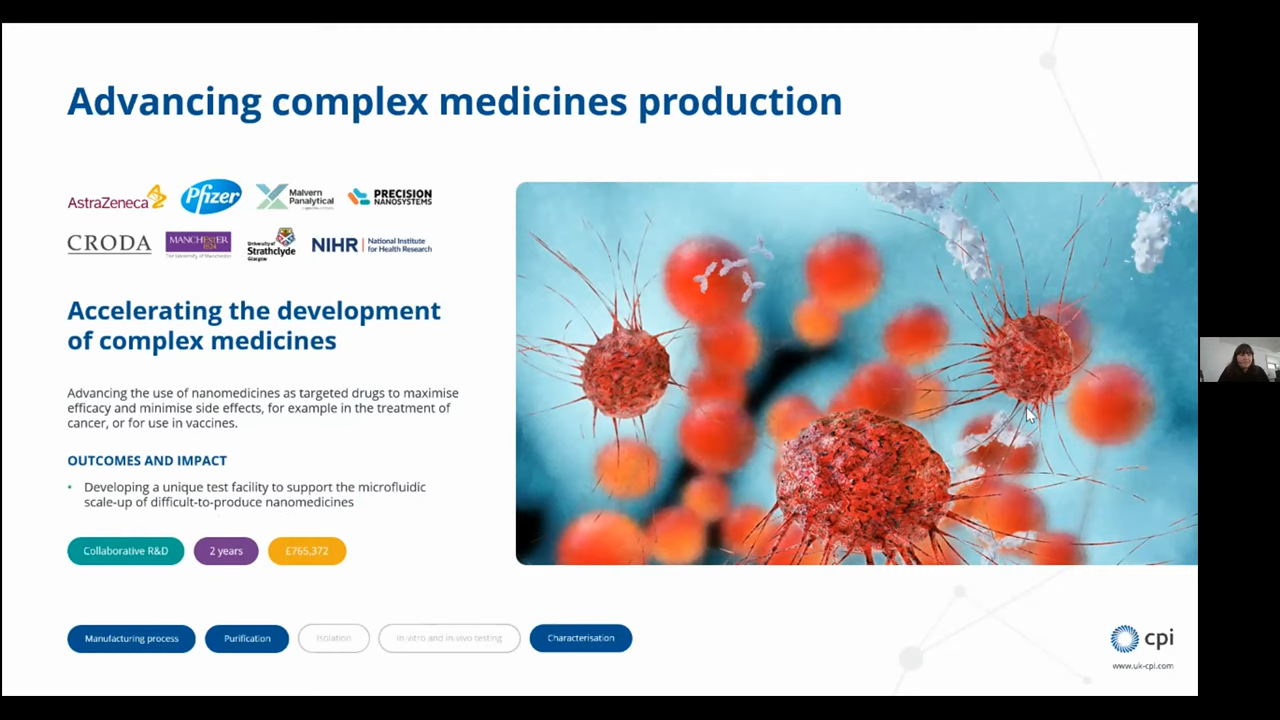 Advancing complex medicines production
AstraZeneca
Pfizer
Malvern
Panalytical
PRECISION
NANOSYSTEMS
CRODA
MANCHESTER
1824
The University of Manchester
University of
Strathclyde
Glasgow
NIHR | National Institute
for Health Research
Accelerating the development
of complex medicines
Advancing the use of nanomedicines as targeted drugs to maximise
efficacy and minimise side effects, for example in the treatment of
cancer, or for use in vaccines.
OUTCOMES AND IMPACT
• Developing a unique test facility to support the microfluidic
scale-up of difficult-to-produce nanomedicines
Collaborative R&D
2 years
£765,372
Manufacturing process
Purification
Isolation
In vitro and in vivo testing
Characterisation
cpi
www.uk-cpi.com